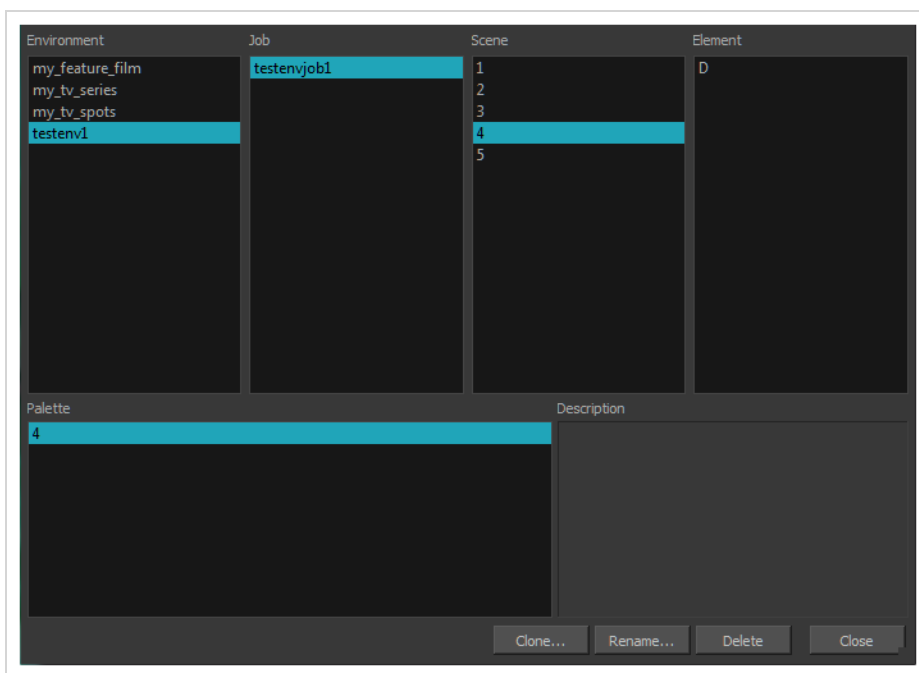 Environment
Job
Scene
Element
my_feature_film
my_tv_series
my_tv_spots
testenv1
testenvjob1
1
2
3
4
5
D
Palette
Description
4
Clone...
Rename...
Delete
Close